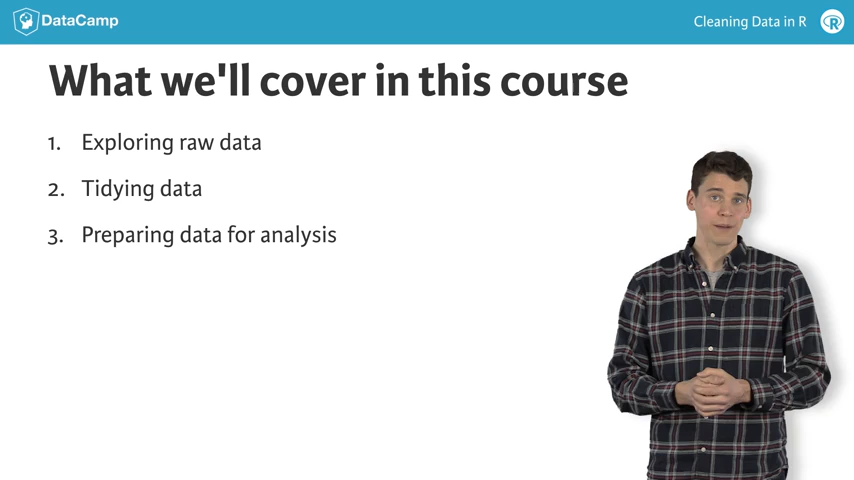 DataCamp
Cleaning Data in R
R
What we'll cover in this course
1. Exploring raw data
2. Tidying data
3. Preparing data for analysis